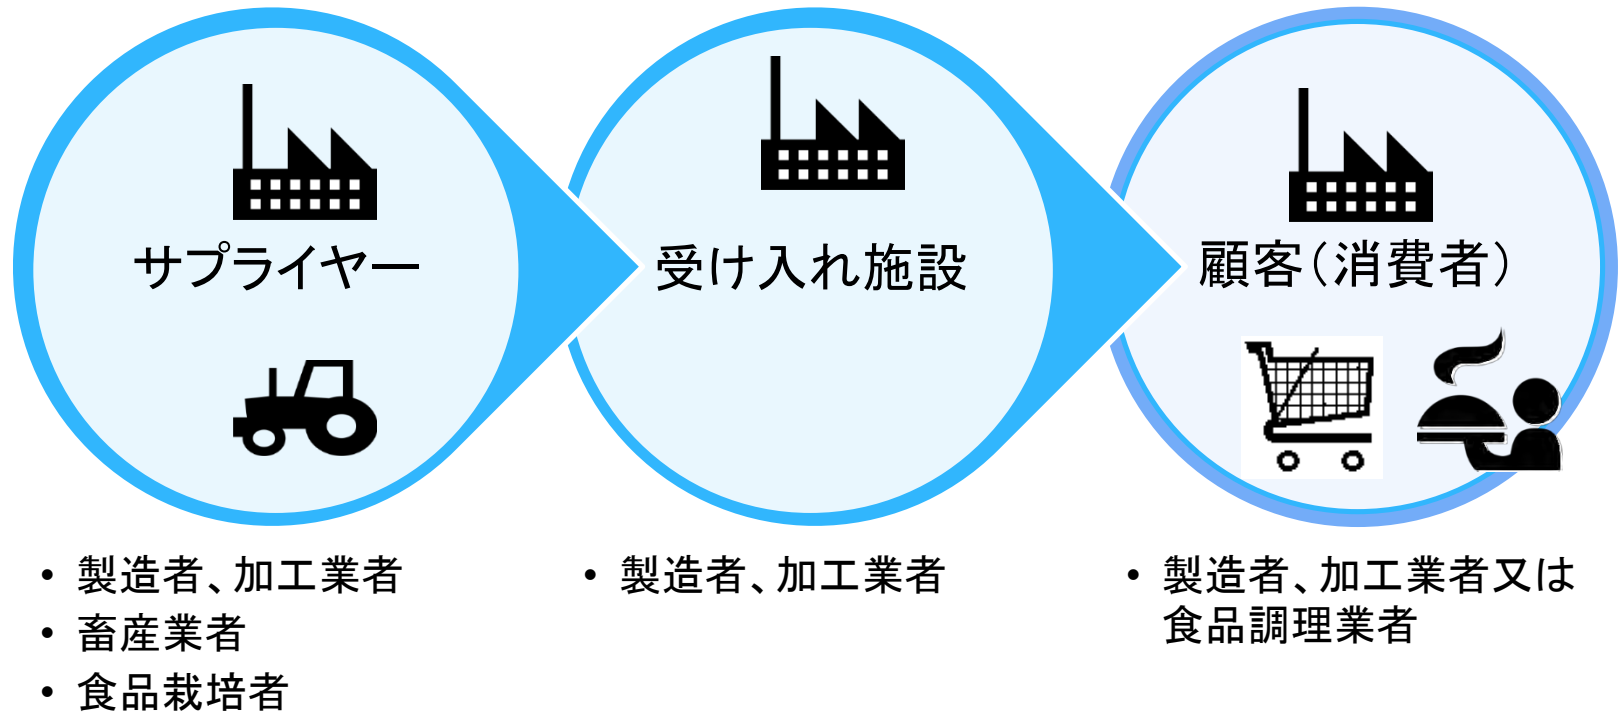 サプライヤー
受け入れ施設
顧客（消費者）
• 製造者、加工業者
• 畜産業者
• 食品栽培者
• 製造者、加工業者
• 製造者、加工業者又は
食品調理業者